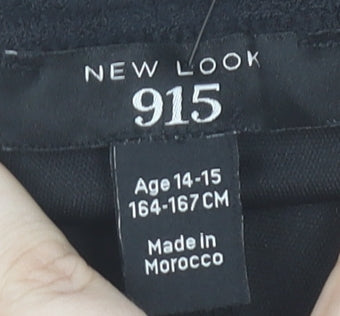 NEW LOOK
915
Age 14-15
164-167 CM
Made in
Morocco